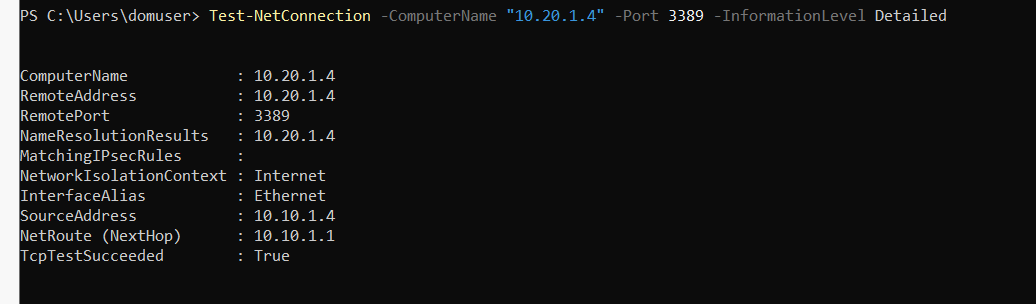 PS C:\Users\domuser> Test-NetConnection -ComputerName "10.20.1.4" -Port 3389 -InformationLevel Detailed
ComputerName            : 10.20.1.4
RemoteAddress           : 10.20.1.4
RemotePort              : 3389
NameResolutionResults   : 10.20.1.4
MatchingIPsecRules      :
NetworkIsolationContext : Internet
InterfaceAlias          : Ethernet
SourceAddress           : 10.10.1.4
NetRoute (NextHop)      : 10.10.1.1
TcpTestSucceeded        : True